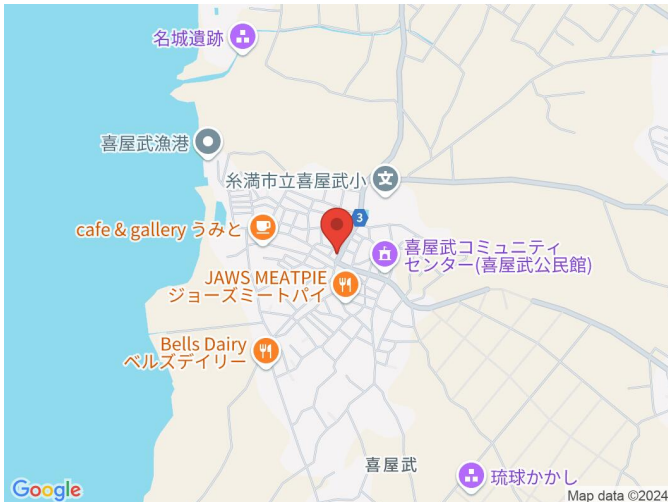 名城遺跡
喜屋武漁港
糸満市立喜屋武小
文
3
cafe & gallery うみと
喜屋武コミュニティ
センター(喜屋武公民館)
JAWS MEATPIE
ジョーズミートパイ
Bells Dairy
ベルズデイリー
喜屋武
琉球かかし
Google
Map data ©2024